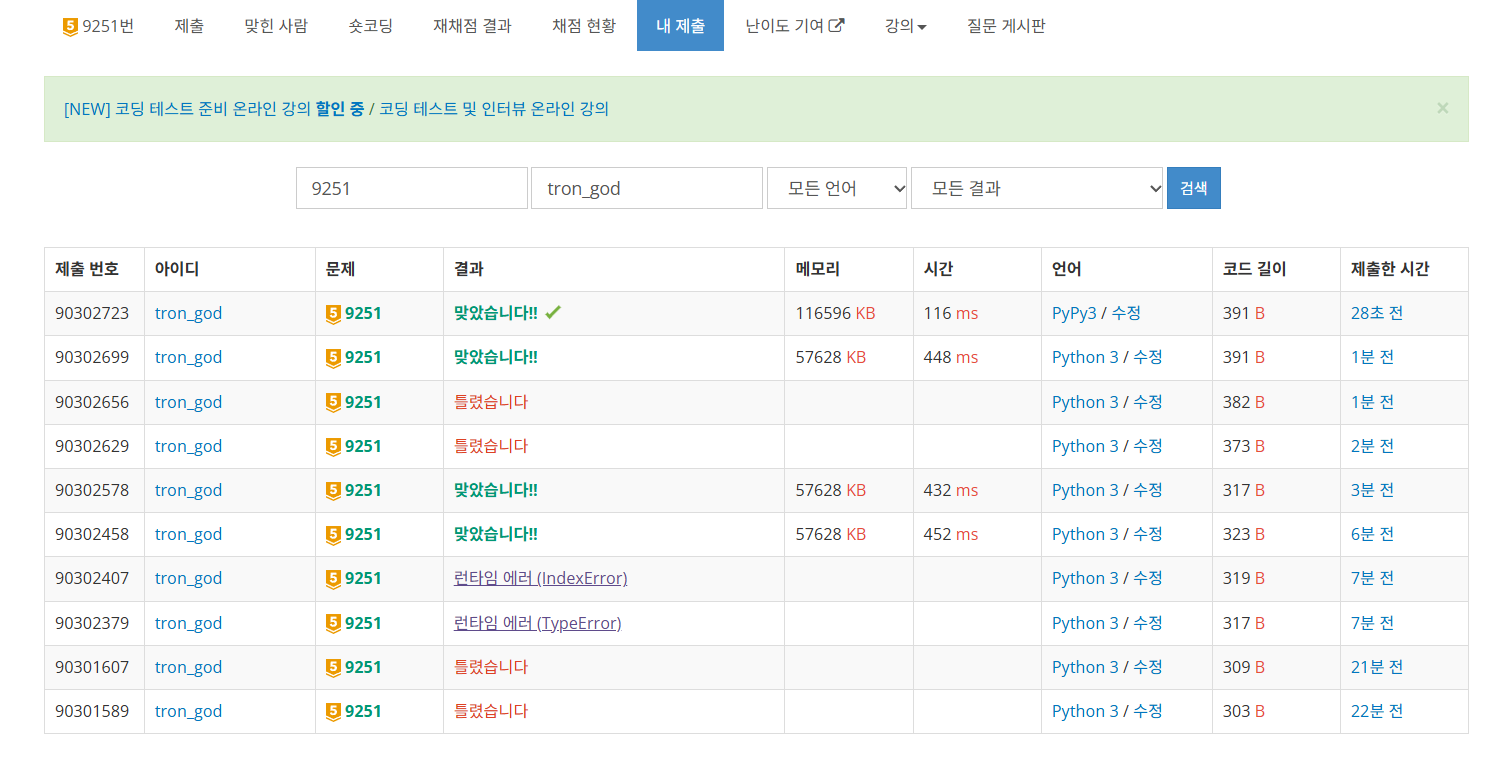 5 9251번 제출 맞힌 사람 숏코딩 재채점 결과 채점 현황 내 제출 난이도 기여 강의 질문 게시판
[NEW] 코딩 테스트 준비 온라인 강의 할인 중 / 코딩 테스트 및 인터뷰 온라인 강의 ×
9251 tron_god 모든 언어 모든 결과 검색
제출 번호 아이디 문제 결과 메모리 시간 언어 코드 길이 제출한 시간
90302723 tron_god 5 9251 맞았습니다!! 116596 KB 116 ms PyPy3 / 수정 391 B 28초 전
90302699 tron_god 5 9251 맞았습니다!! 57628 KB 448 ms Python 3 / 수정 391 B 1분 전
90302656 tron_god 5 9251 틀렸습니다 Python 3 / 수정 382 B 1분 전
90302629 tron_god 5 9251 틀렸습니다 Python 3 / 수정 373 B 2분 전
90302578 tron_god 5 9251 맞았습니다!! 57628 KB 432 ms Python 3 / 수정 317 B 3분 전
90302458 tron_god 5 9251 맞았습니다!! 57628 KB 452 ms Python 3 / 수정 323 B 6분 전
90302407 tron_god 5 9251 런타임 에러 (IndexError) Python 3 / 수정 319 B 7분 전
90302379 tron_god 5 9251 런타임 에러 (TypeError) Python 3 / 수정 317 B 7분 전
90301607 tron_god 5 9251 틀렸습니다 Python 3 / 수정 309 B 21분 전
90301589 tron_god 5 9251 틀렸습니다 Python 3 / 수정 303 B 22분 전